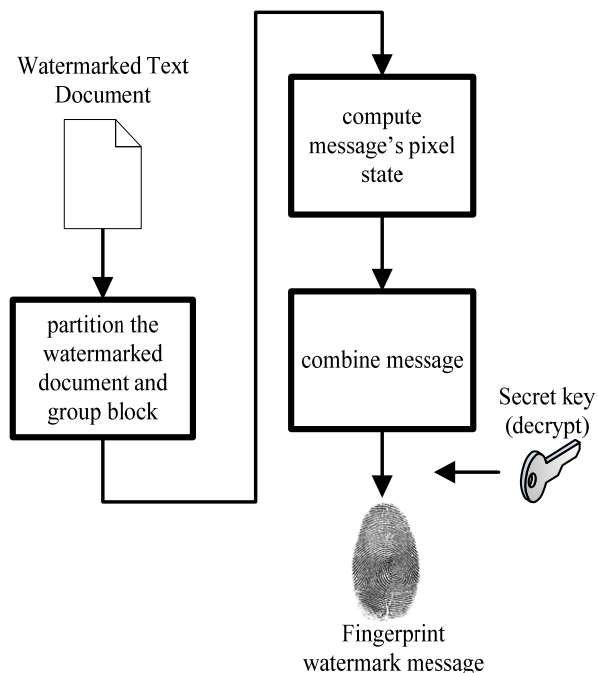 Watermarked Text
Document
partition the
watermarked
document and
group block
compute
message's pixel
state
combine message
Secret key
(decrypt)
Fingerprint
watermark message